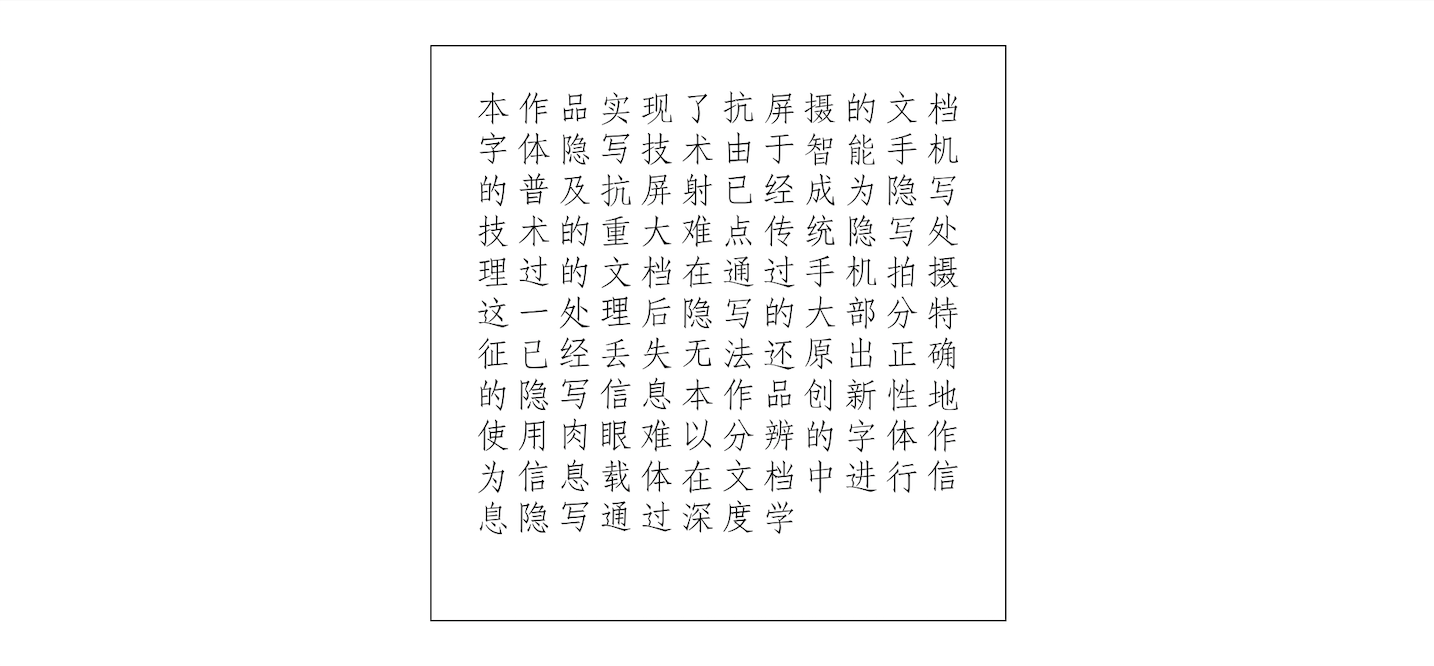 本作品实现了抗屏摄的文档
字体隐写技术由于智能手机
的普及抗屏射已经成为隐写
技术的重大难点传统隐写处
理过的文档在通过手机拍摄
这一处理后隐写的大部分特
征已经丢失无法还原出正确
的隐写信息本作品创新性地
使用肉眼难以分辨的字体作
为信息载体在文档中进行信
息隐写通过深度学